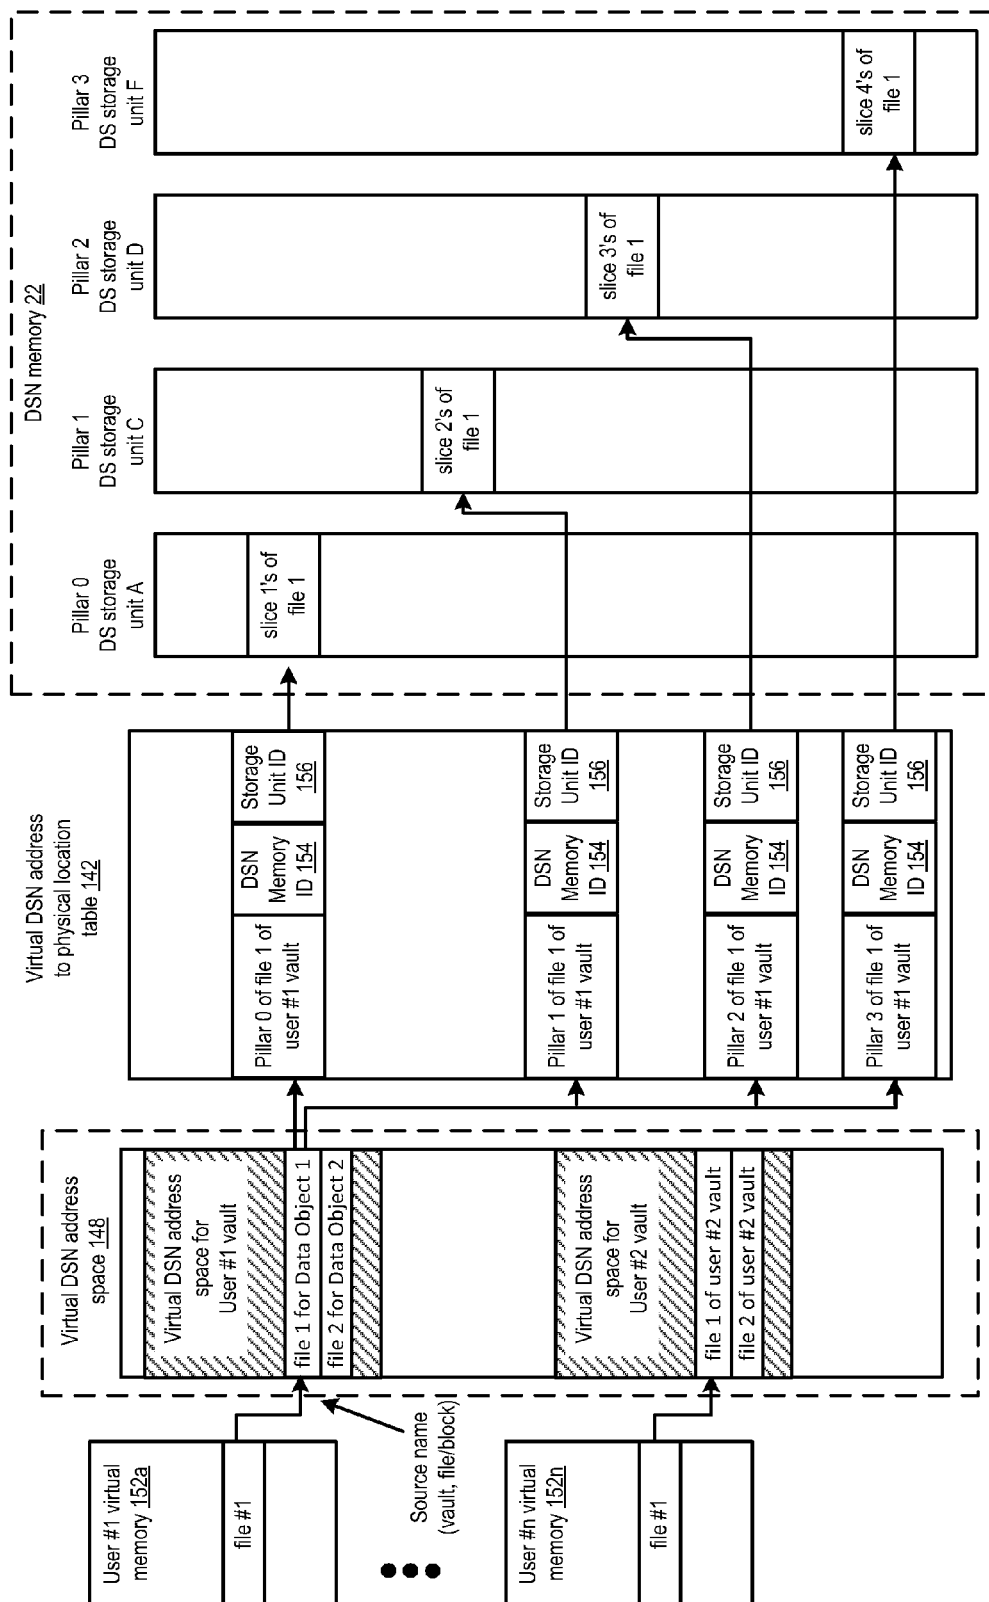 User #1 virtual
memory 152a
file #1
User #n virtual
memory 152n
file #1
Source name
(vault, file/block)
Virtual DSN address
space 148
Virtual DSN address
space for
User #1 vault
file 1 for Data Object 1
file 2 for Data Object 2
Virtual DSN address
space for
User #2 vault
file 1 of user #2 vault
file 2 of user #2 vault
Virtual DSN address
to physical location
table 142
Pillar 0 of file 1 of
user #1 vault
DSN
Memory
ID 154
Storage
Unit ID
156
Pillar 1 of file 1 of
user #1 vault
DSN
Memory
ID 154
Storage
Unit ID
156
Pillar 2 of file 1 of
user #1 vault
DSN
Memory
ID 154
Storage
Unit ID
156
Pillar 3 of file 1 of
user #1 vault
DSN
Memory
ID 154
Storage
Unit ID
156
DSN memory 22
Pillar 0
DS storage
unit A
slice 1's of
file 1
Pillar 1
DS storage
unit C
slice 2's of
file 1
Pillar 2
DS storage
unit D
slice 3's of
file 1
Pillar 3
DS storage
unit F
slice 4's of
file 1